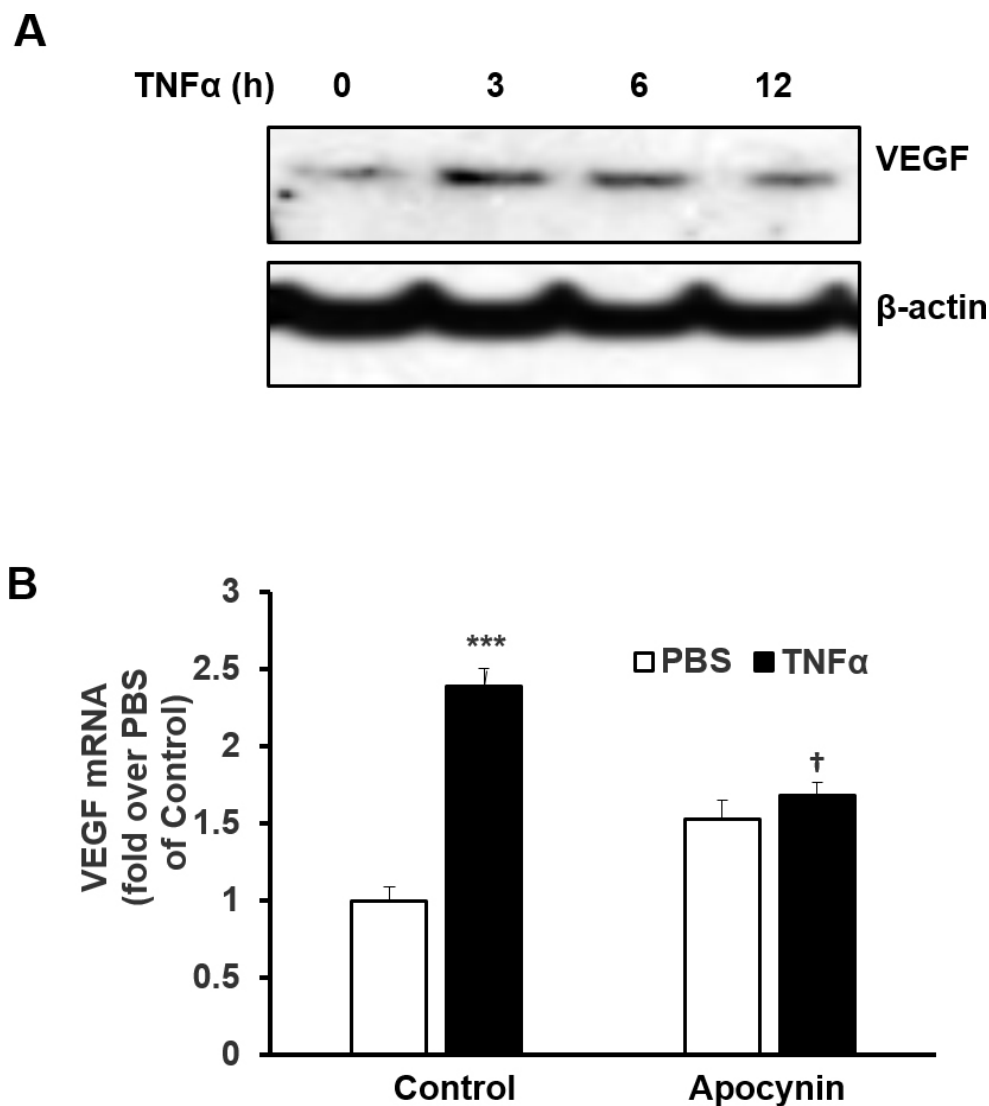 A
TNFα (h) 0 3 6 12
VEGF
β-actin
B
VEGF mRNA
(fold over PBS
of Control)
3
2.5
2
1.5
1
0.5
0
***
†
PBS TNFα
Control Apocynin